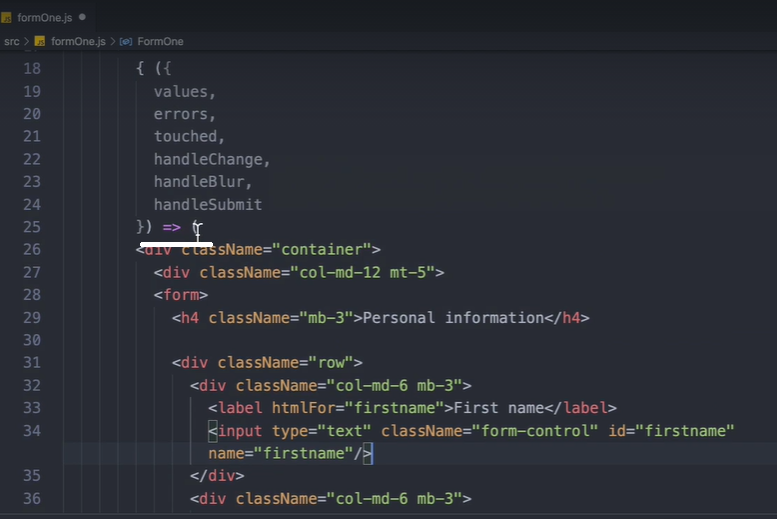 JS formOne.js
src > JS formOne.js > FormOne
18 { ({
19 values,
20 errors,
21 touched,
22 handleChange,
23 handleBlur,
24 handleSubmit
25 }) => (
26 <div className="container">
27 <div className="col-md-12 mt-5">
28 <form>
29 <h4 className="mb-3">Personal information</h4>
30
31 <div className="row">
32 <div className="col-md-6 mb-3">
33 <label htmlFor="firstname">First name</label>
34 <input type="text" className="form-control" id="firstname"
name="firstname"/>
35 </div>
36 <div className="col-md-6 mb-3">